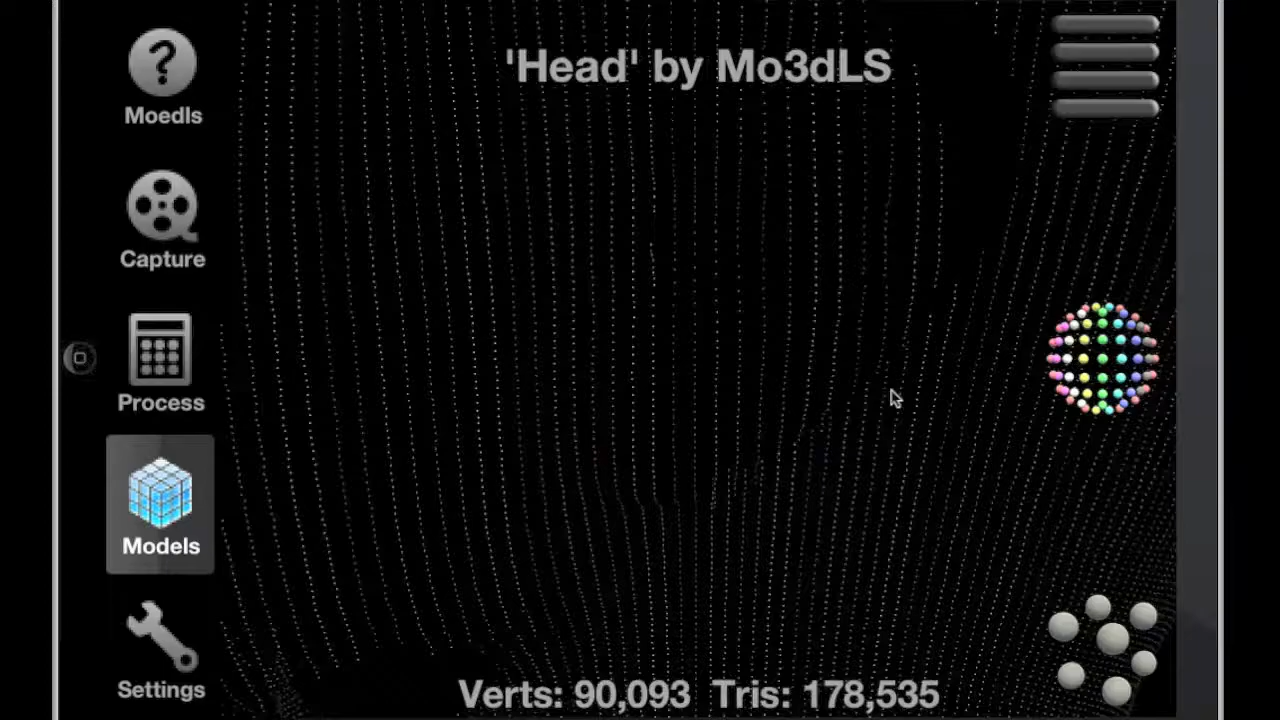 'Head' by Mo3dLS
Moedls
Capture
Process
Models
Settings
Verts: 90,093 Tris: 178,535